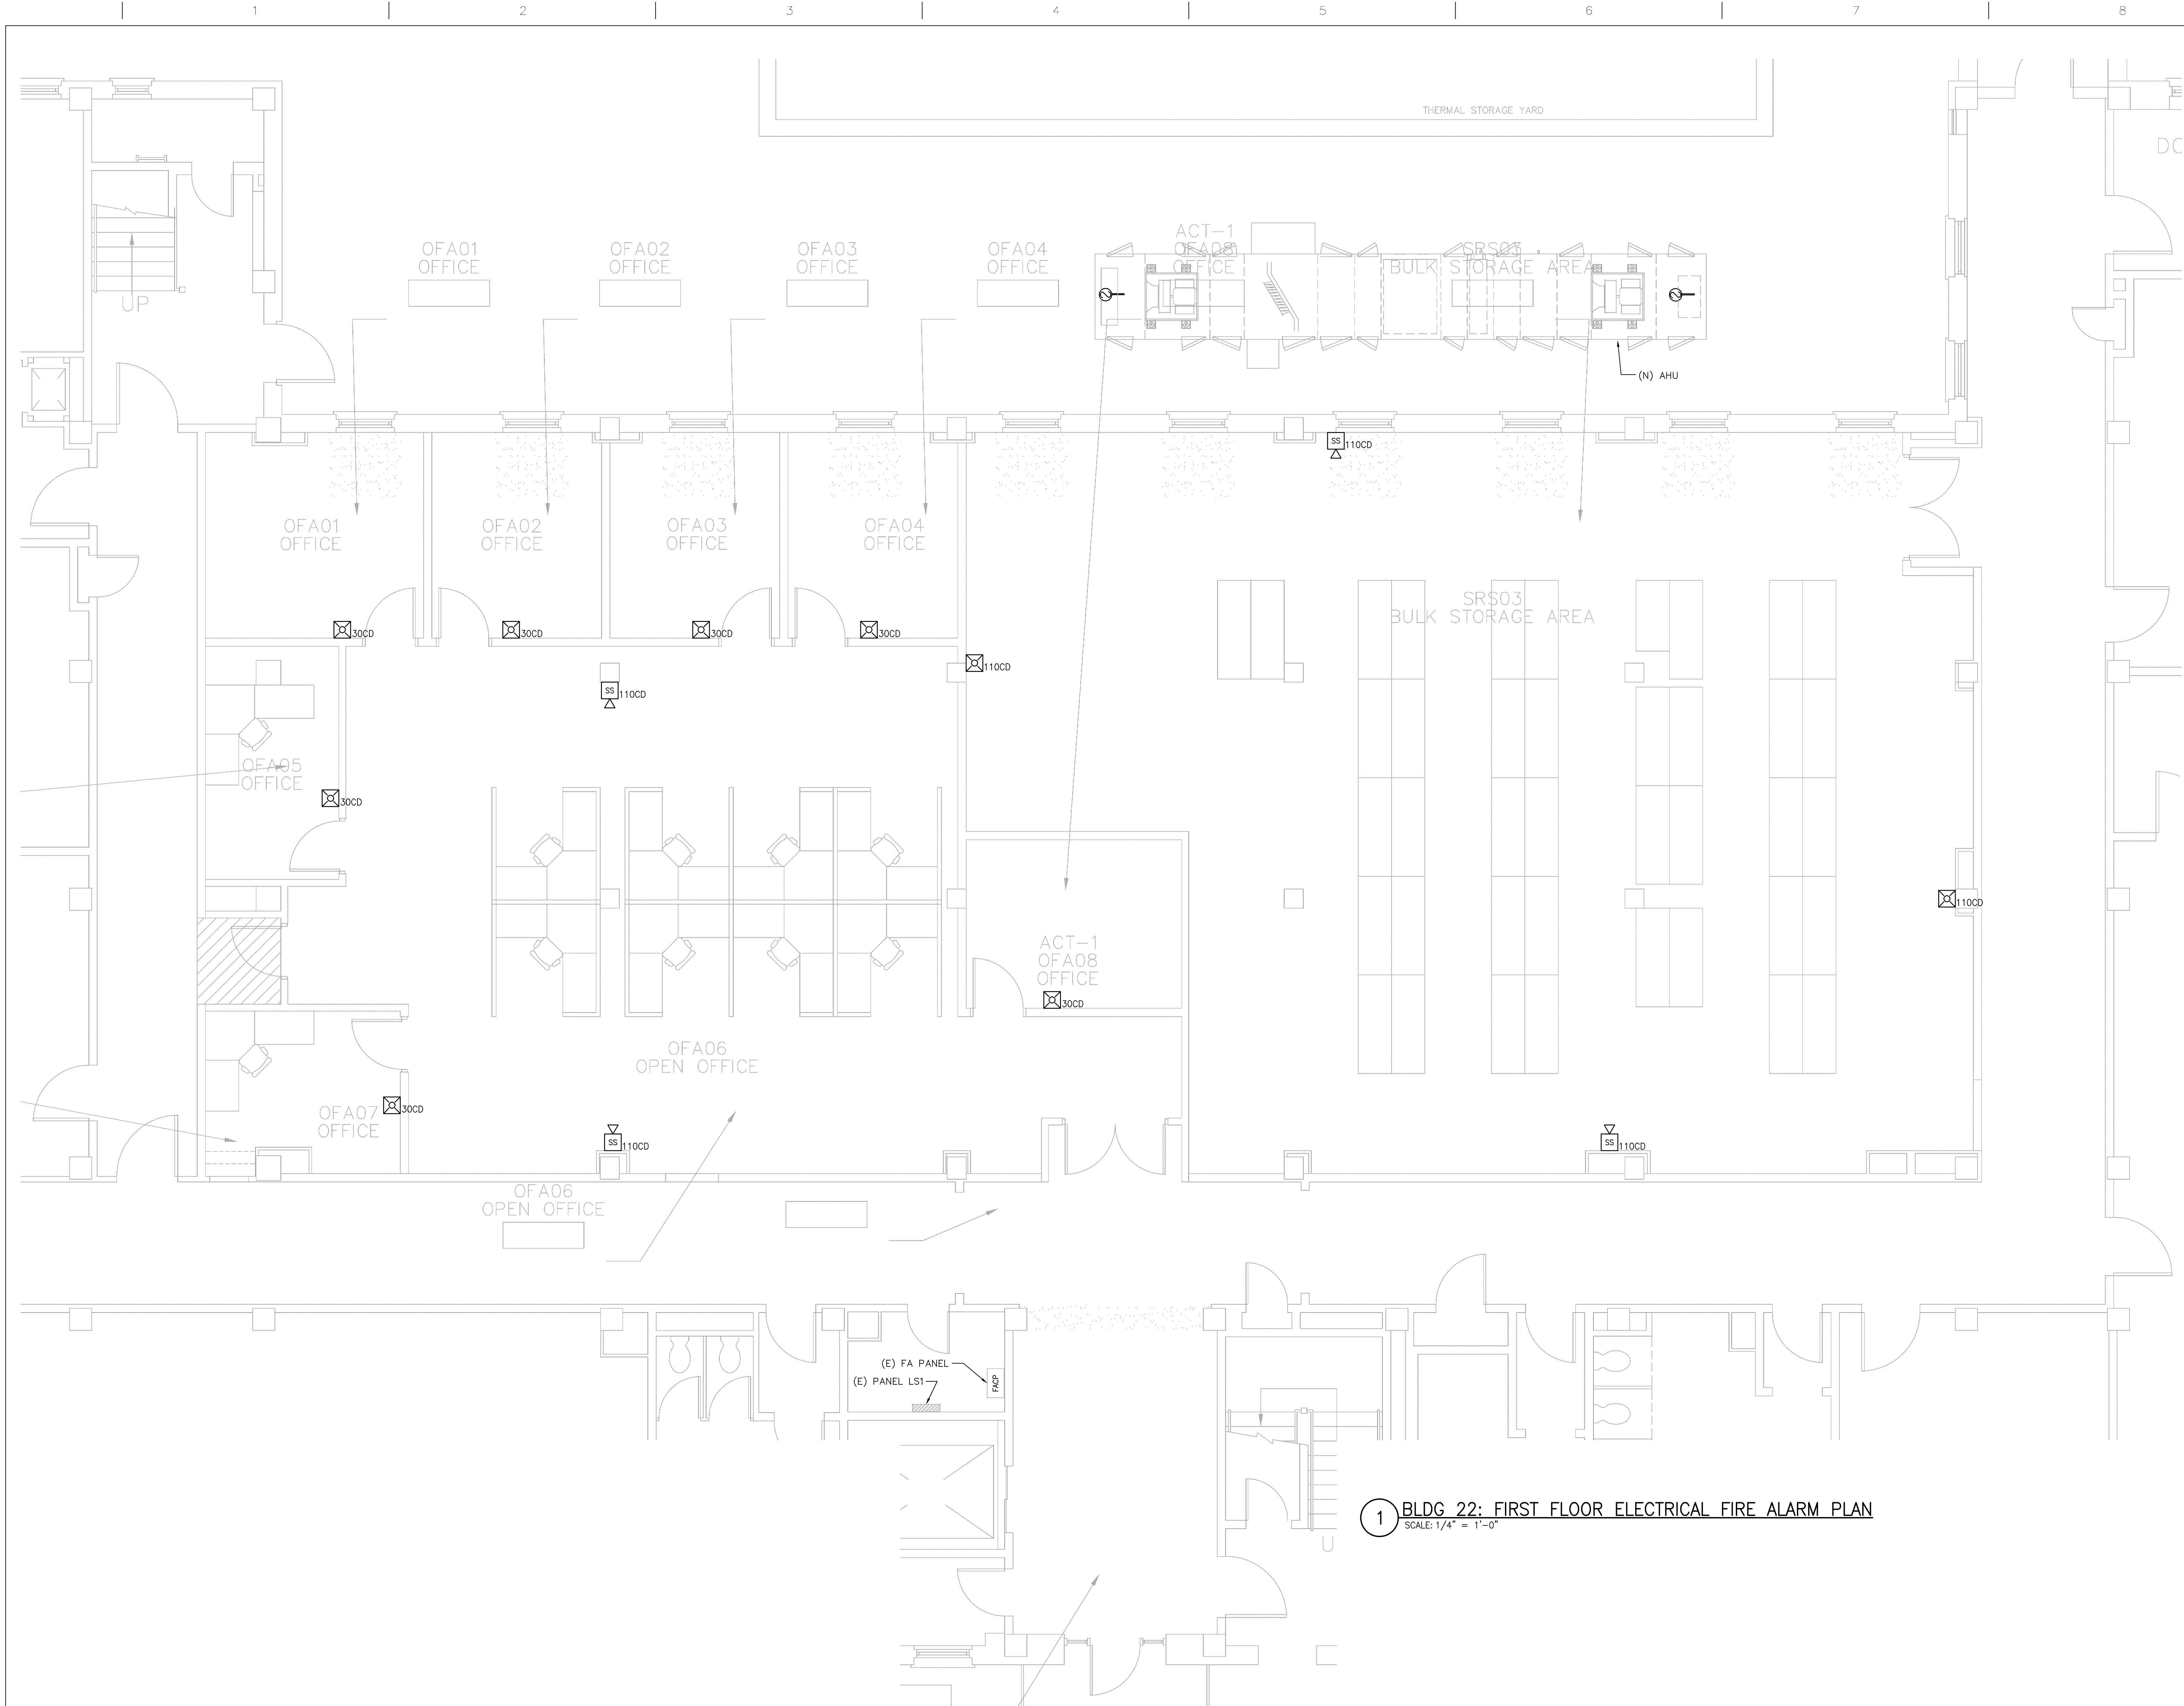 1 2 3 4 5 6 7 8
THERMAL STORAGE YARD
DC
UP
OFA01
OFFICE
OFA02
OFFICE
OFA03
OFFICE
OFA04
OFFICE
ACT-1
OFA08
OFFICE
SRS03
BULK STORAGE AREA
(N) AHU
SS 110CD
OFA01
OFFICE
OFA02
OFFICE
OFA03
OFFICE
OFA04
OFFICE
SRS03
BULK STORAGE AREA
30CD
30CD
30CD
30CD
110CD
SS 110CD
OFA05
OFFICE
30CD
110CD
ACT-1
OFA08
OFFICE
30CD
OFA06
OPEN OFFICE
OFA07
OFFICE
30CD
SS 110CD
SS 110CD
OFA06
OPEN OFFICE
(E) FA PANEL
FACP
(E) PANEL LS1
1 BLDG 22: FIRST FLOOR ELECTRICAL FIRE ALARM PLAN
SCALE: 1/4" = 1'-0"
U